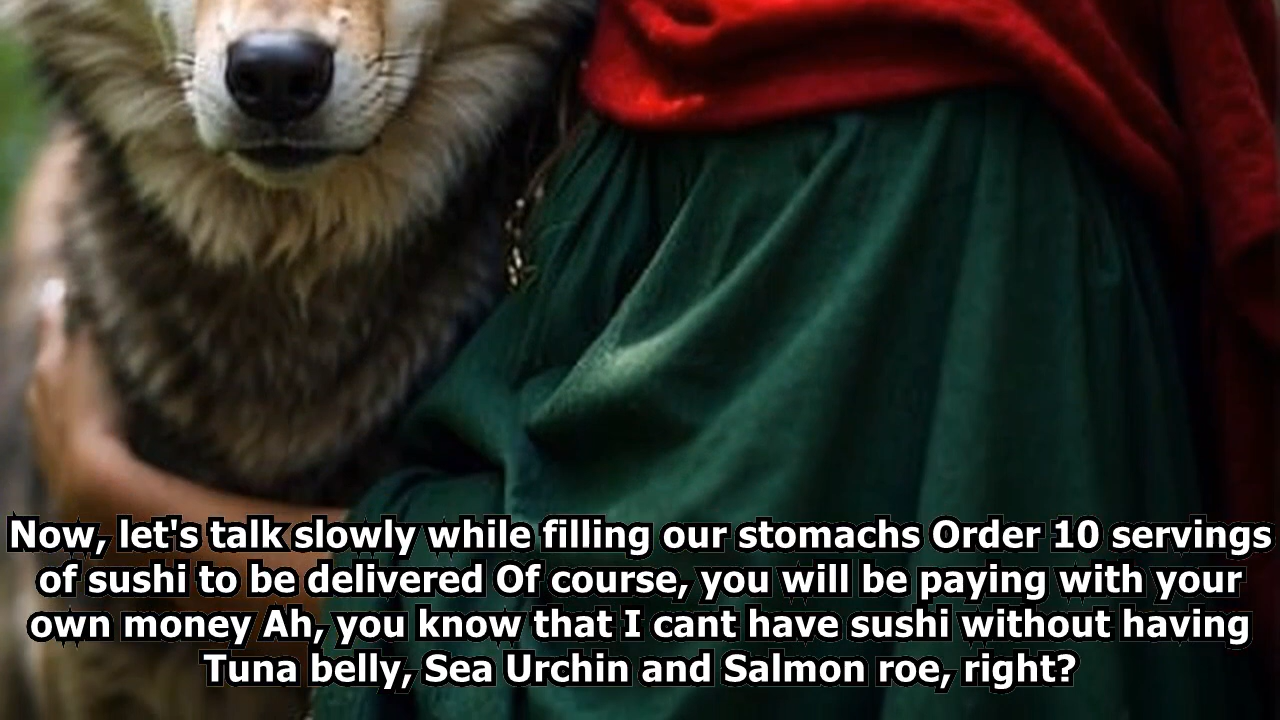 Now, let's talk slowly while filling our stomachs Order 10 servings
of sushi to be delivered Of course, you will be paying with your
own money Ah, you know that I cant have sushi without having
Tuna belly, Sea Urchin and Salmon roe, right?